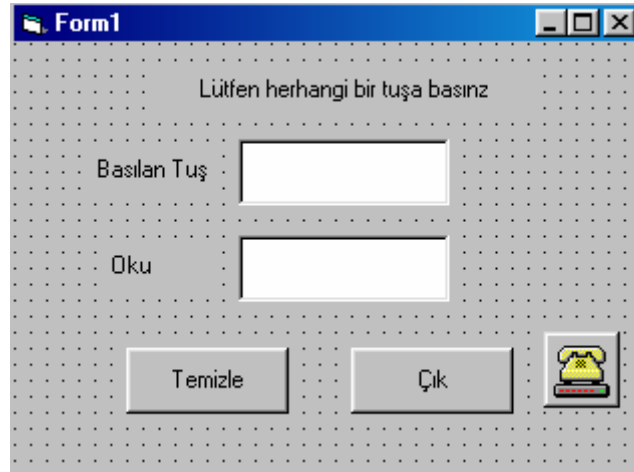 Form1
Lütfen herhangi bir tuşa basınz
Basılan Tuş
Oku
Temizle
Çık